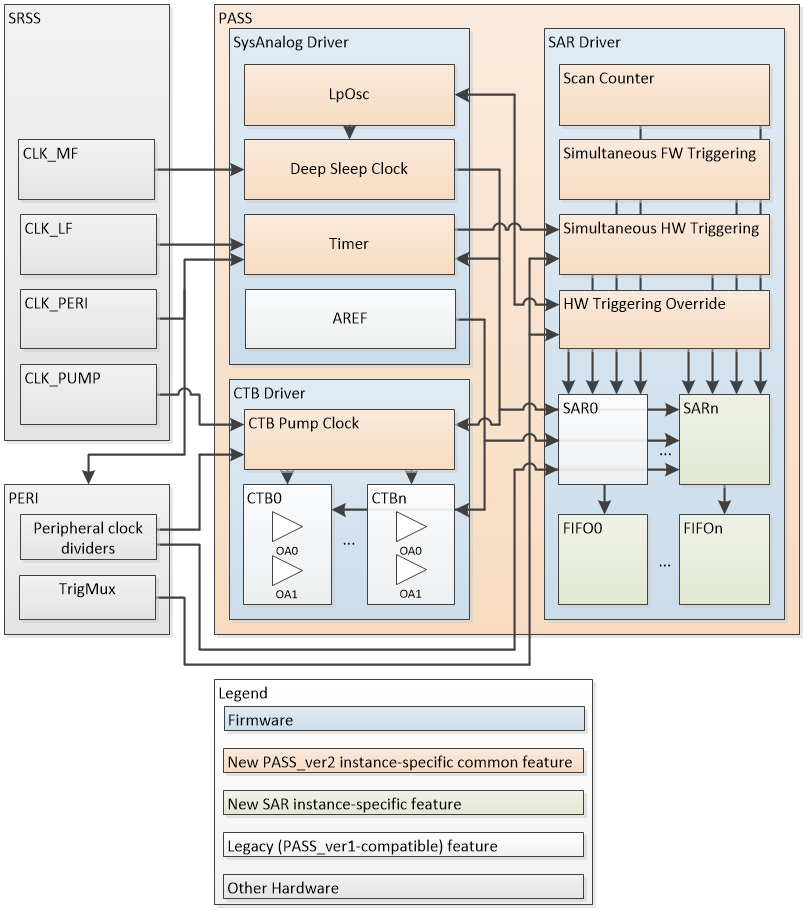 SRSS
CLK_MF
CLK_LF
CLK_PERI
CLK_PUMP
PERI
Peripheral clock
dividers
TrigMux
PASS
SysAnalog Driver
LpOsc
Deep Sleep Clock
Timer
AREF
CTB Driver
CTB Pump Clock
CTB0
OA0
OA1
...
CTBn
OA0
OA1
SAR Driver
Scan Counter
Simultaneous FW Triggering
Simultaneous HW Triggering
HW Triggering Override
SAR0
...
SARn
FIFO0
...
FIFOn
Legend
Firmware
New PASS_ver2 instance-specific common feature
New SAR instance-specific feature
Legacy (PASS_ver1-compatible) feature
Other Hardware